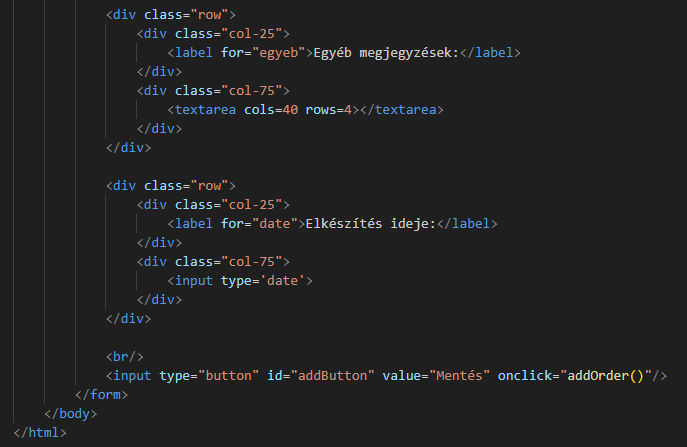 <div class="row">
<div class="col-25">
<label for="egyeb">Egyéb megjegyzések:</label>
</div>
<div class="col-75">
<textarea cols=40 rows=4></textarea>
</div>
</div>
<div class="row">
<div class="col-25">
<label for="date">Elkészítés ideje:</label>
</div>
<div class="col-75">
<input type='date'>
</div>
</div>
<br/>
<input type="button" id="addButton" value="Mentés" onclick="addOrder()"/>
</form>
</body>
</html>